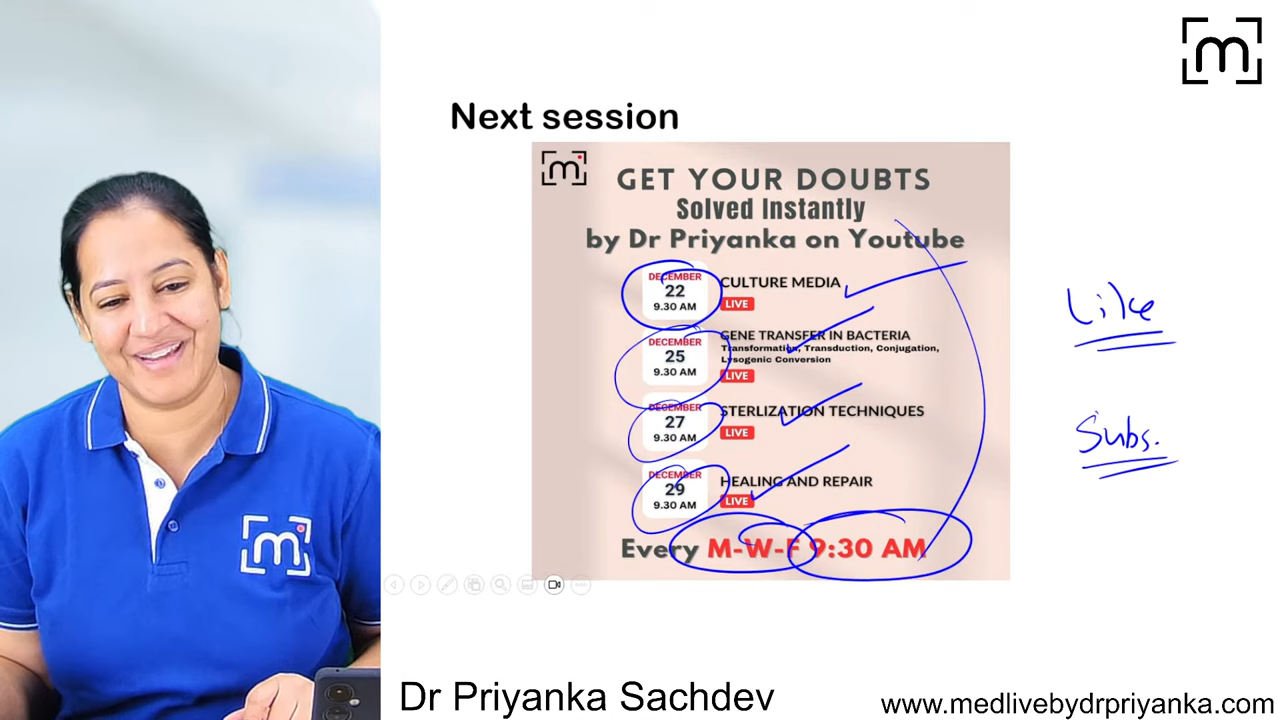 Next session
GET YOUR DOUBTS
Solved Instantly
by Dr Priyanka on Youtube
DECEMBER
22
9.30 AM
CULTURE MEDIA
LIVE
DECEMBER
25
9.30 AM
GENE TRANSFER IN BACTERIA
Transformatin, Transduction, Conjugation,
Lysogenic Conversion
LIVE
DECEMBER
27
9.30 AM
STERLIZATION TECHNIQUES
LIVE
DECEMBER
29
9.30 AM
HEALING AND REPAIR
LIVE
Every M-W-F 9:30 AM
Like
Subs.
Dr Priyanka Sachdev
www.medlivebydrpriyanka.com
m
m
m